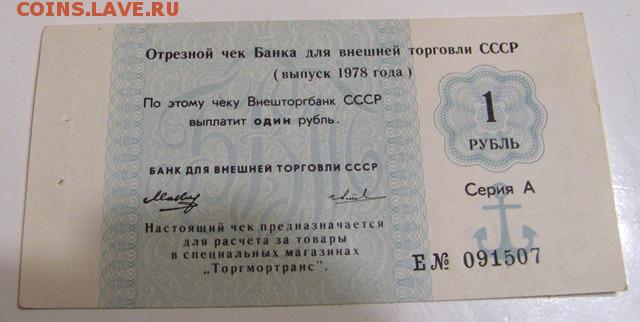 COINS.LAVE.RU
Отрезной чек Банка для внешней торговли СССР
(выпуск 1978 года)
По этому чеку Внешторгбанк СССР
выплатит один рубль.
1
РУБЛЬ
БАНК ДЛЯ ВНЕШНЕЙ ТОРГОВЛИ СССР
Серия А
Настоящий чек предназначается
для расчета за товары
в специальных магазинах
„Торгмортранс".
Е № 091507